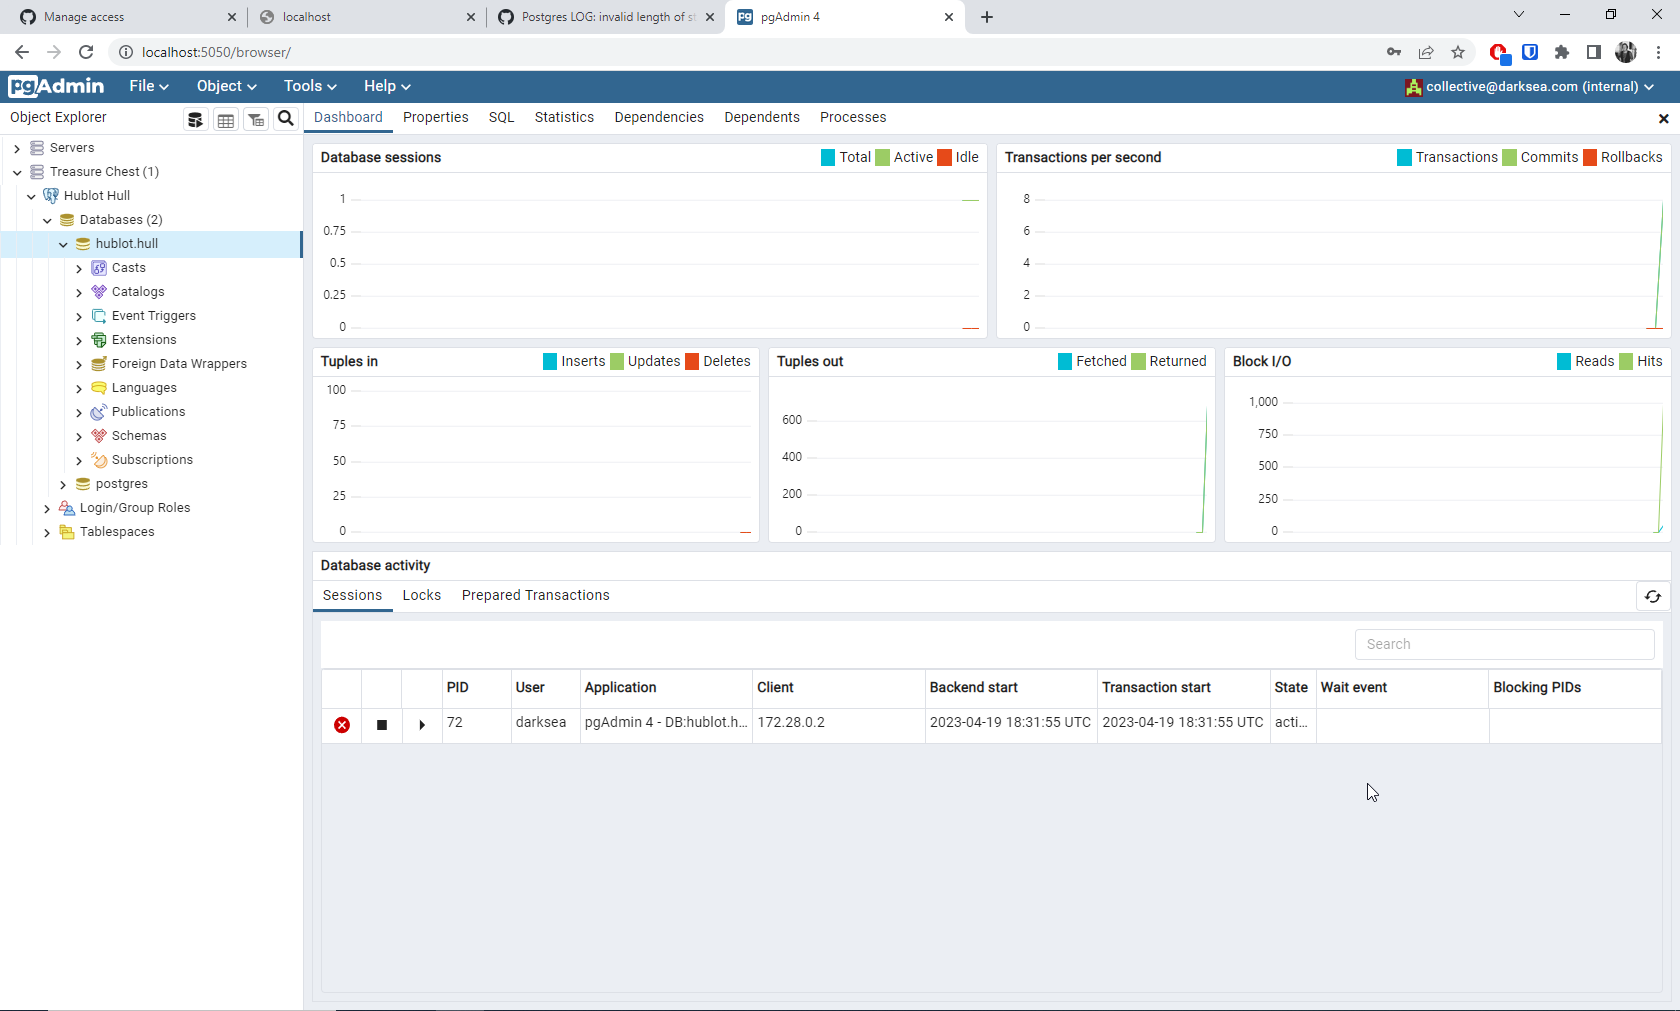 Manage access
localhost
Postgres LOG: invalid length of st
pgAdmin 4
localhost:5050/browser/
pgAdmin
File
Object
Tools
Help
collective@darksea.com (internal)
Object Explorer
Dashboard
Properties
SQL
Statistics
Dependencies
Dependents
Processes
Servers
Treasure Chest (1)
Hublot Hull
Databases (2)
hublot.hull
Casts
Catalogs
Event Triggers
Extensions
Foreign Data Wrappers
Languages
Publications
Schemas
Subscriptions
postgres
Login/Group Roles
Tablespaces
Database sessions
Total Active Idle
1
0.75
0.5
0.25
0
Transactions per second
Transactions Commits Rollbacks
8
6
4
2
0
Tuples in
Inserts Updates Deletes
100
75
50
25
0
Tuples out
Fetched Returned
600
400
200
0
Block I/O
Reads Hits
1,000
750
500
250
0
Database activity
Sessions Locks Prepared Transactions
Search
PID User Application Client Backend start Transaction start State Wait event Blocking PIDs
72 darksea pgAdmin 4 - DB:hublot.h... 172.28.0.2 2023-04-19 18:31:55 UTC 2023-04-19 18:31:55 UTC acti...